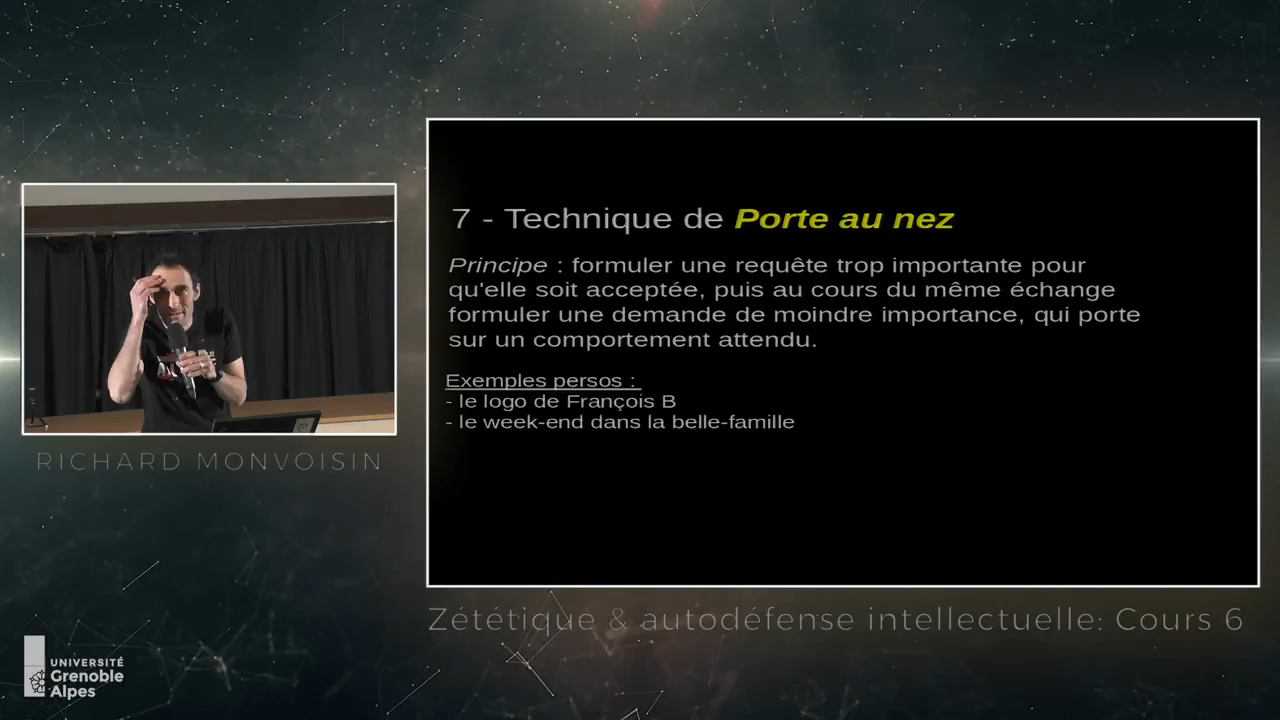 7 - Technique de Porte au nez
Principe : formuler une requête trop importante pour
qu'elle soit acceptée, puis au cours du même échange
formuler une demande de moindre importance, qui porte
sur un comportement attendu.
Exemples persos :
- le logo de François B
- le week-end dans la belle-famille
RICHARD MONVOISIN
Zététique & autodéfense intellectuelle: Cours 6
UNIVERSITÉ
Grenoble
Alpes